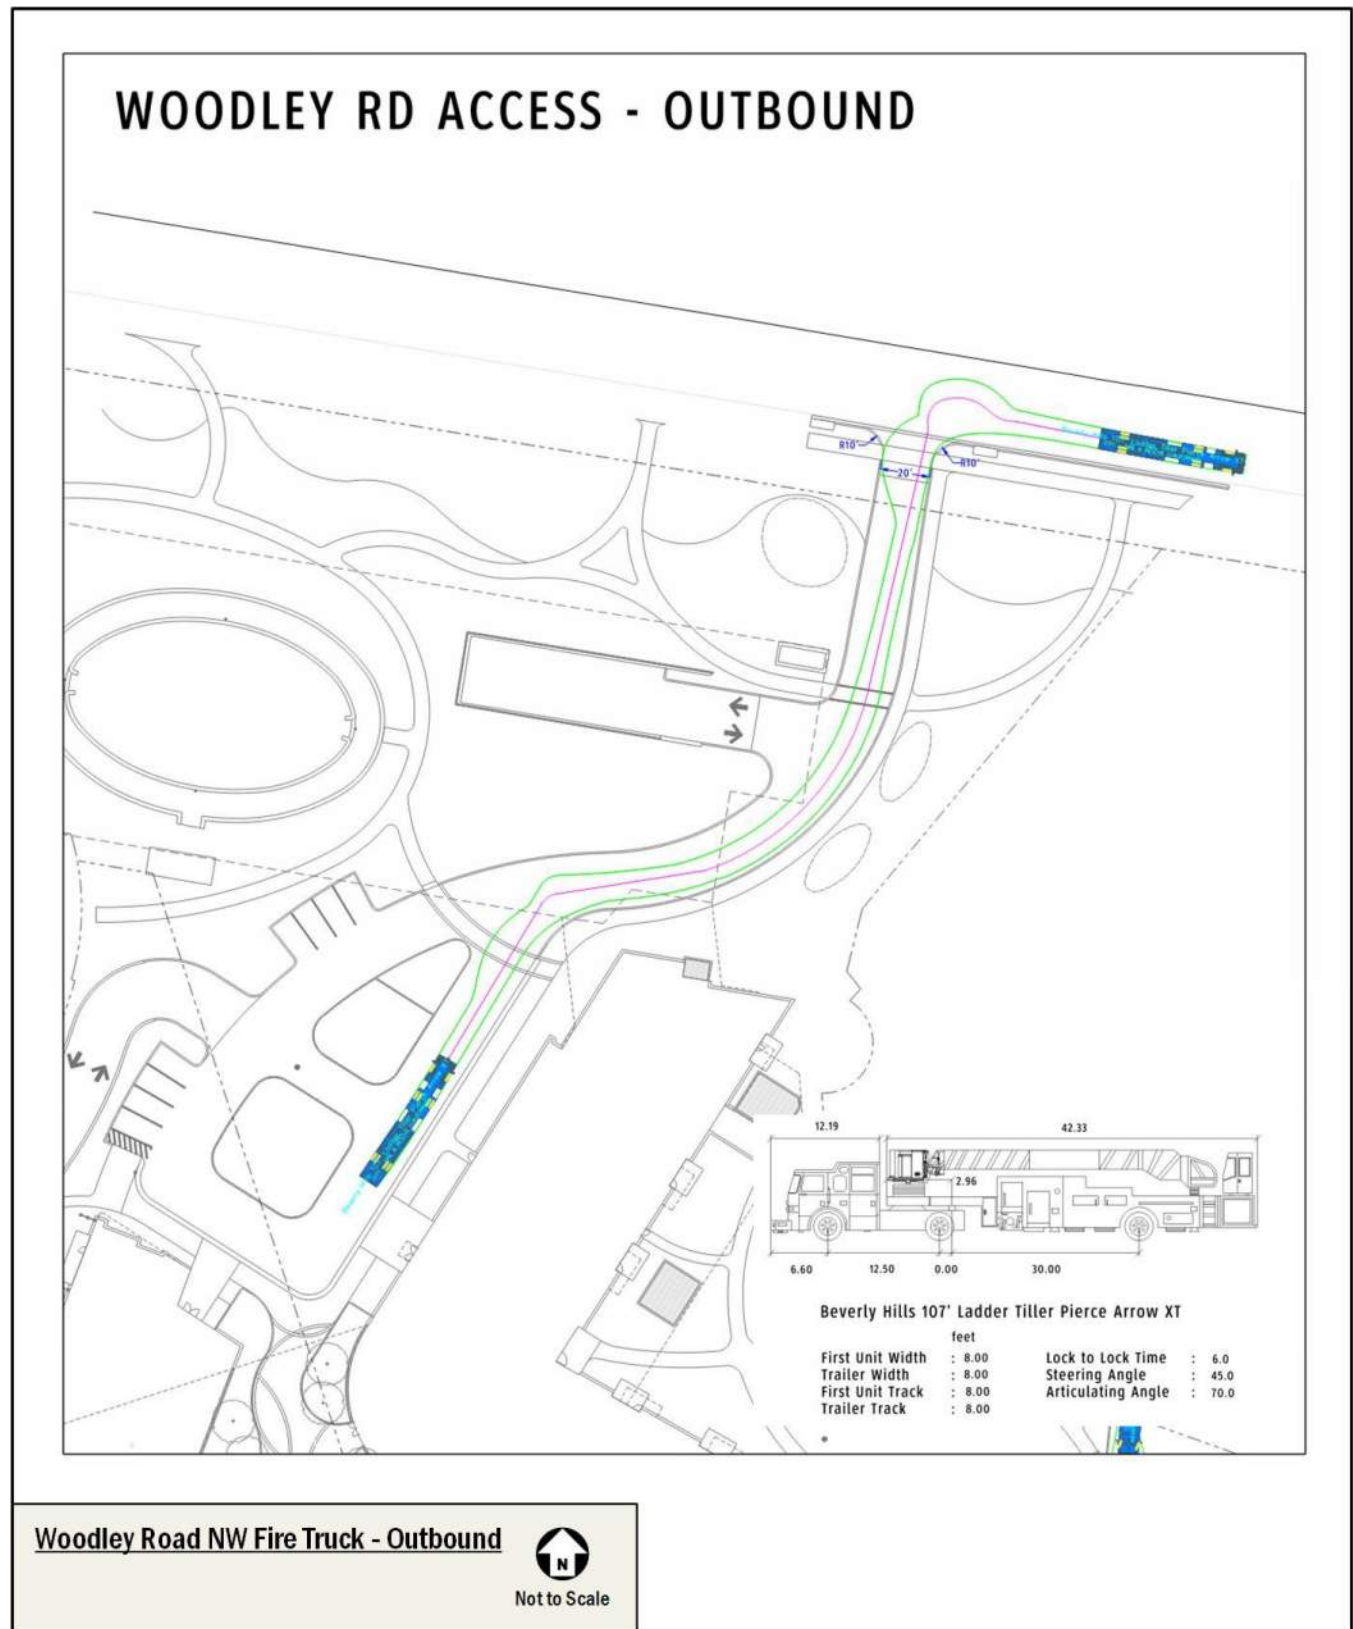 WOODLEY RD ACCESS - OUTBOUND
R10'
R10'
20'
12.19
42.33
2.96
6.60
12.50
0.00
30.00
Beverly Hills 107' Ladder Tiller Pierce Arrow XT
feet
First Unit Width : 8.00 Lock to Lock Time : 6.0
Trailer Width : 8.00 Steering Angle : 45.0
First Unit Track : 8.00 Articulating Angle : 70.0
Trailer Track : 8.00
Woodley Road NW Fire Truck - Outbound
N
Not to Scale